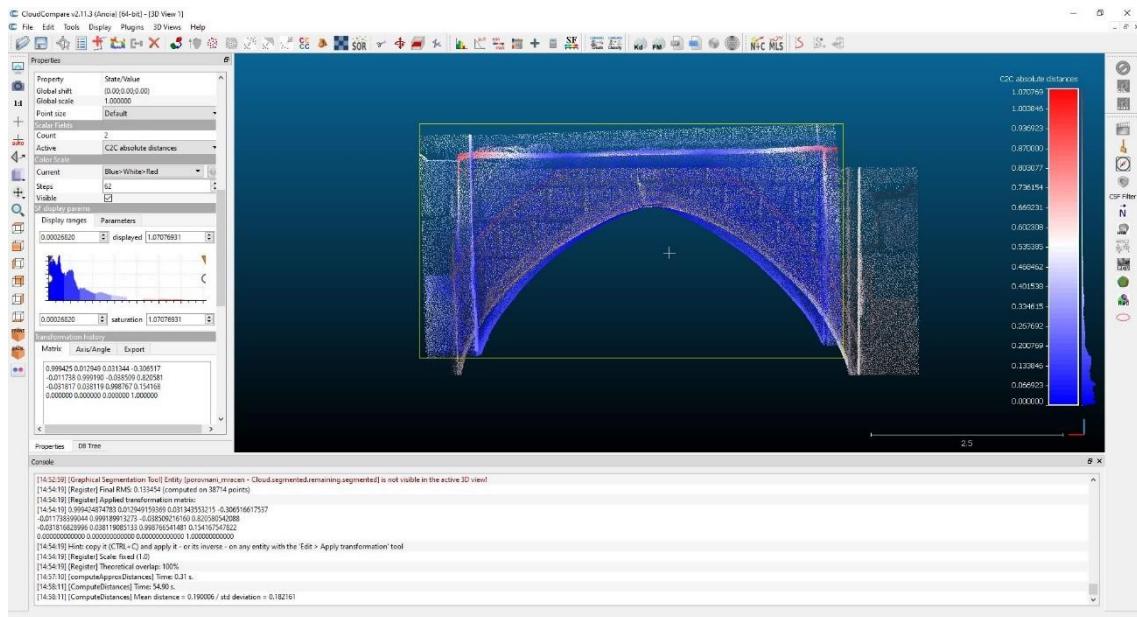 CloudCompare v2.11.3 (Anoia) [64-bit] - [3D View 1]
File Edit Tools Display Plugins 3D Views Help
SOR
SF
Kd
FM
N+C
MLS
Properties
Property State/Value
Global shift (0.00;0.00;0.00)
Global scale 1.000000
Point size Default
Scalar Fields
Count 2
Active C2C absolute distances
Color Scale
Current Blue>White>Red
Steps 62
Visible
SF display params
Display ranges Parameters
0.00026820 displayed 1.07076931
0.00026820 saturation 1.07076931
Transformation history
Matrix Axis/Angle Export
0.999425 0.012949 0.031344 -0.306517
-0.011738 0.999190 -0.038509 0.820581
-0.031817 0.038119 0.998767 0.154168
0.000000 0.000000 0.000000 1.000000
Properties DB Tree
1:1
C2C absolute distances
1.070769
1.003846
0.936923
0.870000
0.803077
0.736154
0.669231
0.602308
0.535385
0.468462
0.401538
0.334615
0.267692
0.200769
0.133846
0.066923
0.000000
2.5
CSF Filter
Console
[14:52:59] [Graphical Segmentation Tool] Entity [porovnani_mracen - Cloud.segmented.remaining.segmented] is not visible in the active 3D view!
[14:54:19] [Register] Final RMS: 0.133454 (computed on 38714 points)
[14:54:19] [Register] Applied transformation matrix:
[14:54:19] 0.999424874783 0.012949159369 0.031343553215 -0.306516617537
-0.011738399044 0.999189913273 -0.038509216160 0.820580542088
-0.031816828996 0.038119085133 0.998766541481 0.154167547822
0.000000000000 0.000000000000 0.000000000000 1.000000000000
[14:54:19] Hint: copy it (CTRL+C) and apply it - or its inverse - on any entity with the 'Edit > Apply transformation' tool
[14:54:19] [Register] Scale: fixed (1.0)
[14:54:19] [Register] Theoretical overlap: 100%
[14:57:10] [computeApproxDistances] Time: 0.31 s.
[14:58:11] [ComputeDistances] Time: 54.90 s.
[14:58:11] [ComputeDistances] Mean distance = 0.190006 / std deviation = 0.182161